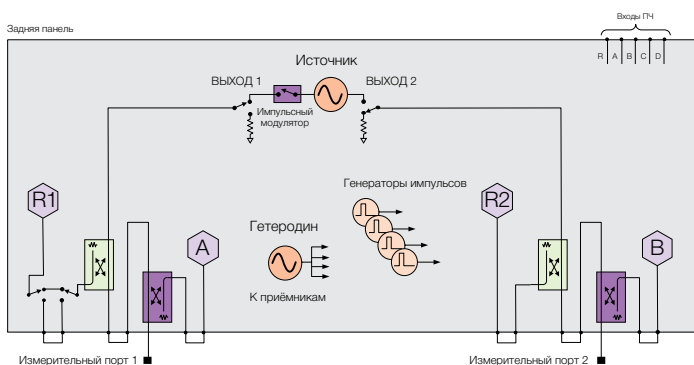 Входы ПЧ
Задняя панель
R A B C D
Источник
ВЫХОД 1
ВЫХОД 2
Импульсный
модулятор
Генераторы импульсов
R1
R2
Гетеродин
A
B
К приёмникам
Измерительный порт 1
Измерительный порт 2